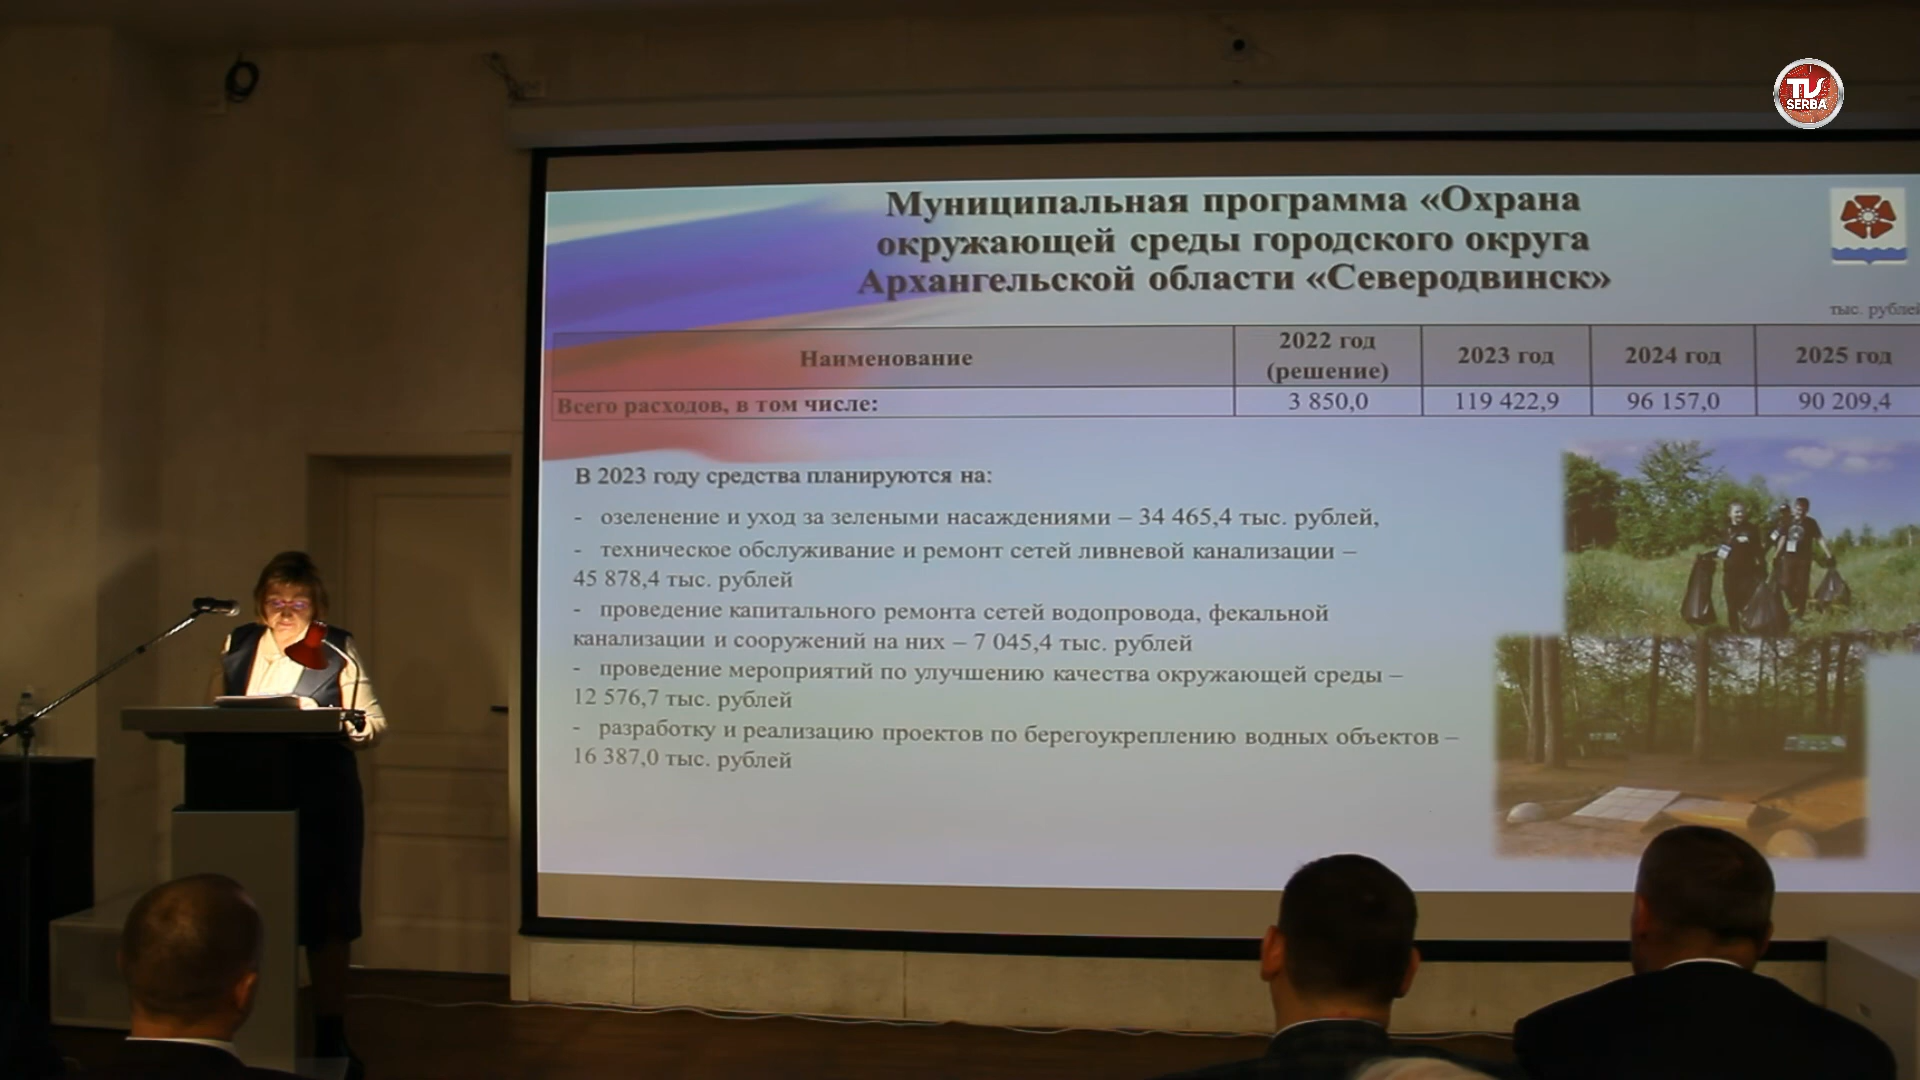 TV
SERBA
Муниципальная программа «Охрана
окружающей среды городского округа
Архангельской области «Северодвинск»
тыс. рублей
Наименование
2022 год
(решение)
2023 год
2024 год
2025 год
Всего расходов, в том числе:
3 850,0
119 422,9
96 157,0
90 209,4
В 2023 году средства планируются на:
- озеленение и уход за зелеными насаждениями – 34 465,4 тыс. рублей,
- техническое обслуживание и ремонт сетей ливневой канализации –
45 878,4 тыс. рублей
- проведение капитального ремонта сетей водопровода, фекальной
канализации и сооружений на них – 7 045,4 тыс. рублей
- проведение мероприятий по улучшению качества окружающей среды –
12 576,7 тыс. рублей
- разработку и реализацию проектов по берегоукреплению водных объектов –
16 387,0 тыс. рублей